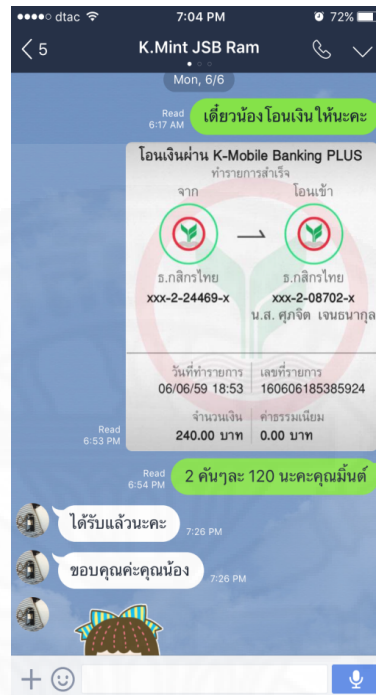 dtac 7:04 PM 72%
5 K.Mint JSB Ram
Mon, 6/6
Read
6:17 AM
เดี๋ยวน้องโอนเงินให้นะคะ
โอนเงินผ่าน K-Mobile Banking PLUS
ทำรายการสำเร็จ
จาก โอนเข้า
ธ.กสิกรไทย ธ.กสิกรไทย
xxx-2-24469-x xxx-2-08702-x
น.ส. ศุภจิต เจนธนากุล
วันที่ทำรายการ เลขที่รายการ
06/06/59 18:53 160606185385924
จำนวนเงิน ค่าธรรมเนียม
240.00 บาท 0.00 บาท
Read
6:53 PM
Read
6:54 PM
2 คันๆละ 120 นะคะคุณมิ้นต์
ได้รับแล้วนะคะ
7:26 PM
ขอบคุณค่ะคุณน้อง
7:26 PM